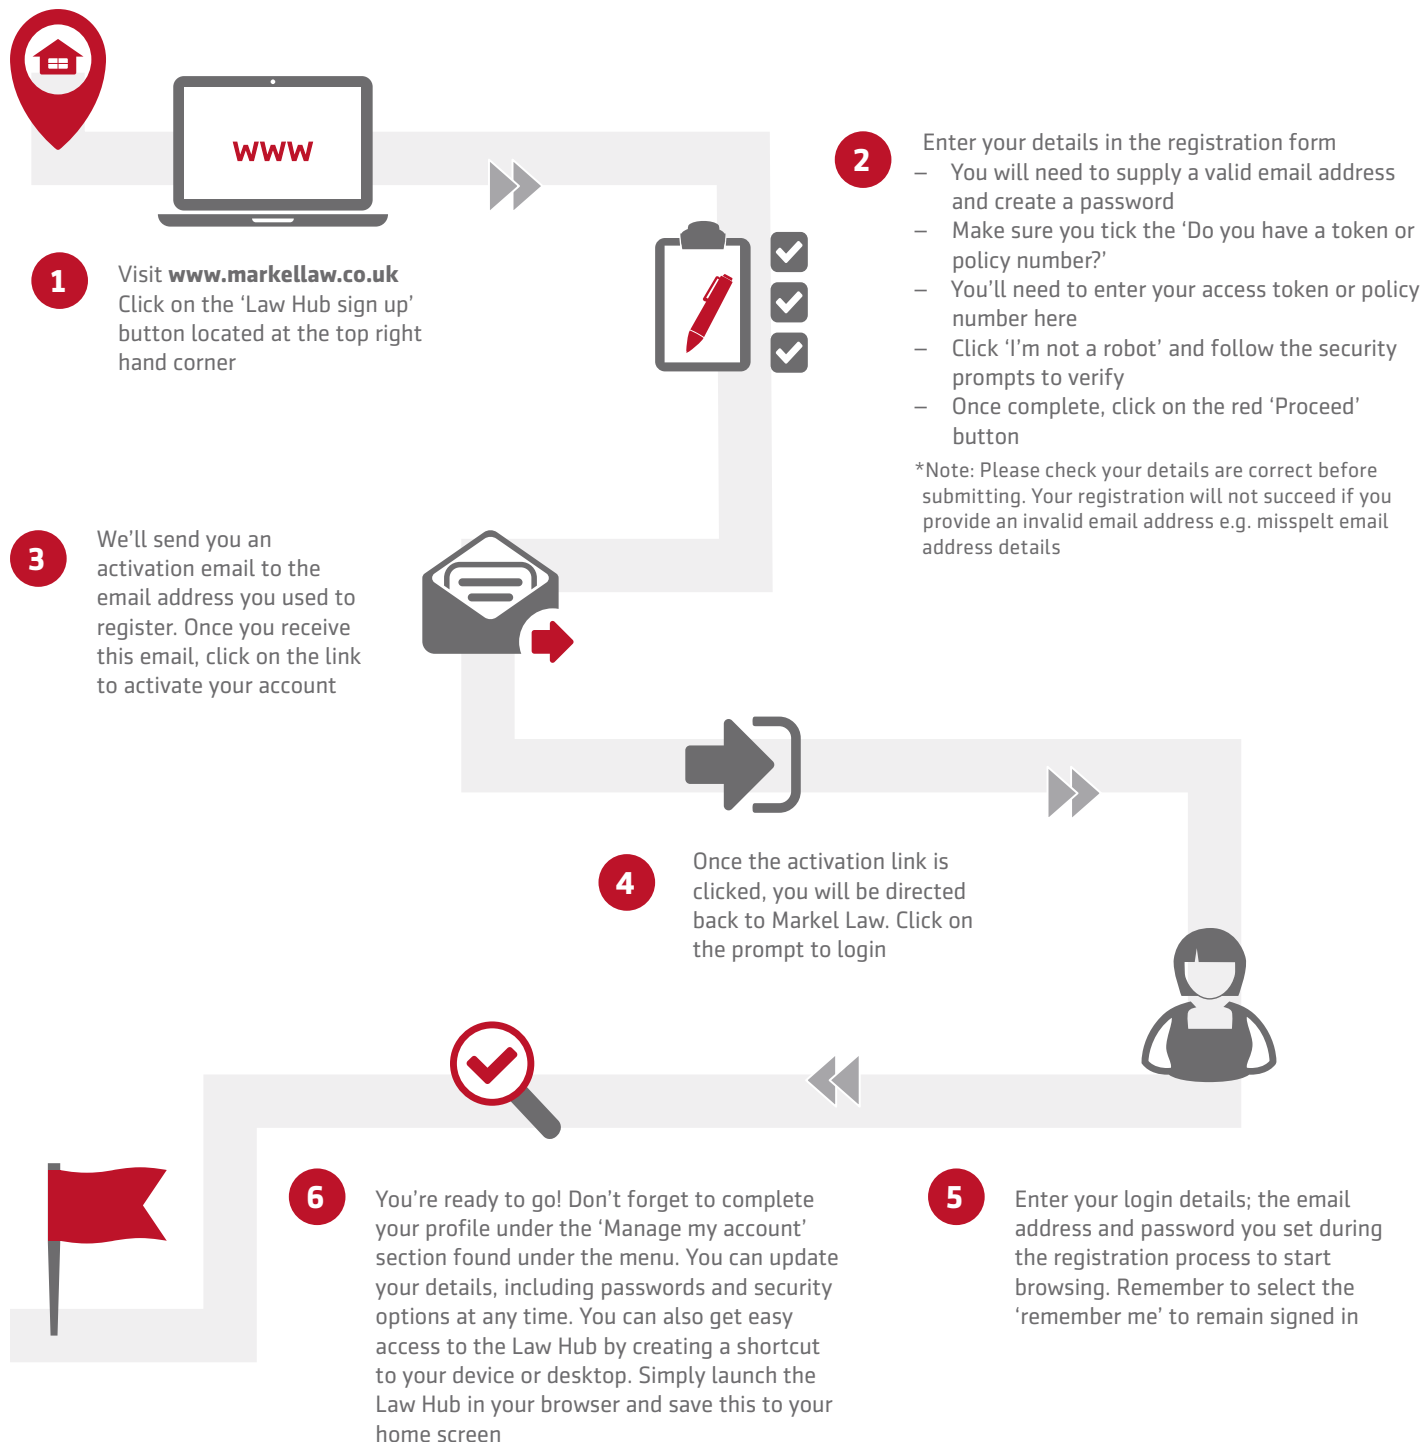 www
1
Visit www.markellaw.co.uk
Click on the ‘Law Hub sign up’
button located at the top right
hand corner
2
Enter your details in the registration form
– You will need to supply a valid email address
and create a password
– Make sure you tick the ‘Do you have a token or
policy number?’
– You’ll need to enter your access token or policy
number here
– Click ‘I’m not a robot’ and follow the security
prompts to verify
– Once complete, click on the red ‘Proceed’
button
*Note: Please check your details are correct before
submitting. Your registration will not succeed if you
provide an invalid email address e.g. misspelt email
address details
3
We’ll send you an
activation email to the
email address you used to
register. Once you receive
this email, click on the link
to activate your account
4
Once the activation link is
clicked, you will be directed
back to Markel Law. Click on
the prompt to login
5
Enter your login details; the email
address and password you set during
the registration process to start
browsing. Remember to select the
‘remember me’ to remain signed in
6
You’re ready to go! Don’t forget to complete
your profile under the ‘Manage my account’
section found under the menu. You can update
your details, including passwords and security
options at any time. You can also get easy
access to the Law Hub by creating a shortcut
to your device or desktop. Simply launch the
Law Hub in your browser and save this to your
home screen